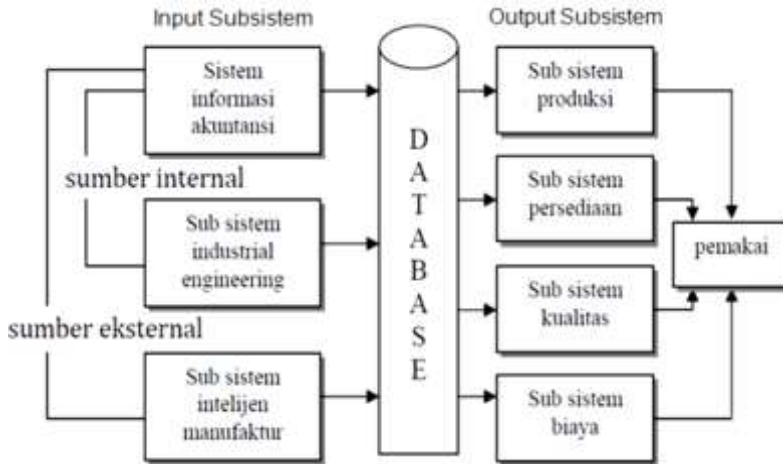 Input Subsistem
Output Subsistem
Sistem
informasi
akuntansi
sumber internal
Sub sistem
industrial
engineering
sumber eksternal
Sub sistem
intelijen
manufaktur
DATABASE
Sub sistem
produksi
Sub sistem
persediaan
Sub sistem
kualitas
Sub sistem
biaya
pemakai